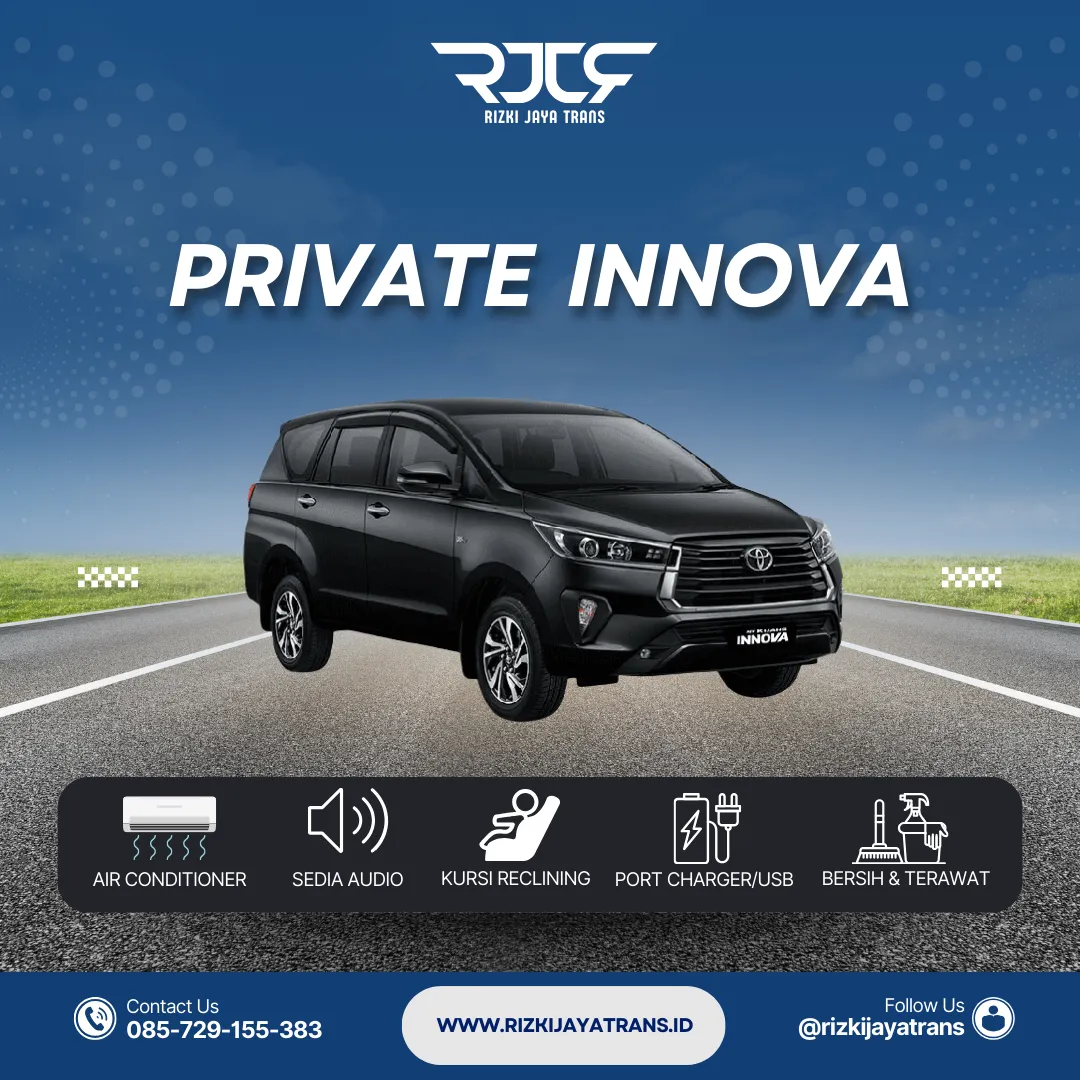 RJTR
RIZKI JAYA TRANS
PRIVATE INNOVA
INNOVA
AIR CONDITIONER
SEDIA AUDIO
KURSI RECLINING
PORT CHARGER/USB
BERSIH & TERAWAT
Contact Us
085-729-155-383
WWW.RIZKIJAYATRANS.ID
Follow Us
@rizkijayatrans